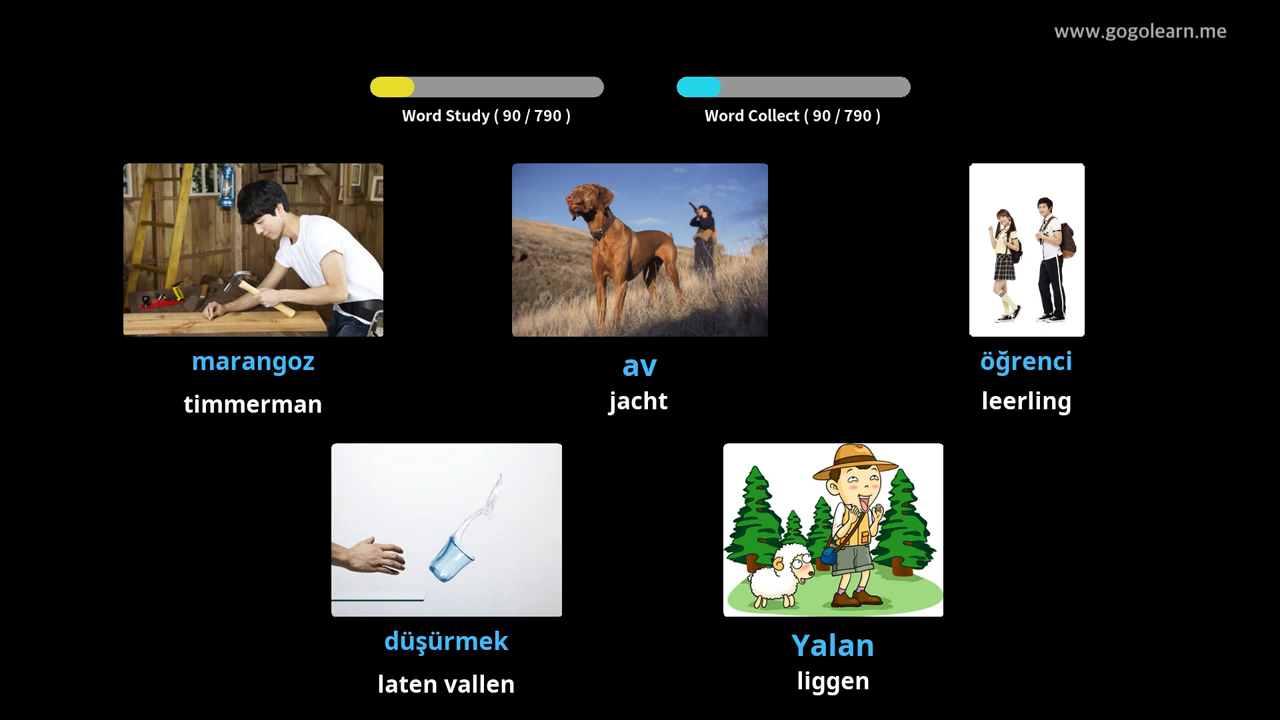 www.gogolearn.me
Word Study ( 90 / 790 )
Word Collect ( 90 / 790 )
marangoz
timmerman
av
jacht
öğrenci
leerling
düşürmek
laten vallen
Yalan
liggen